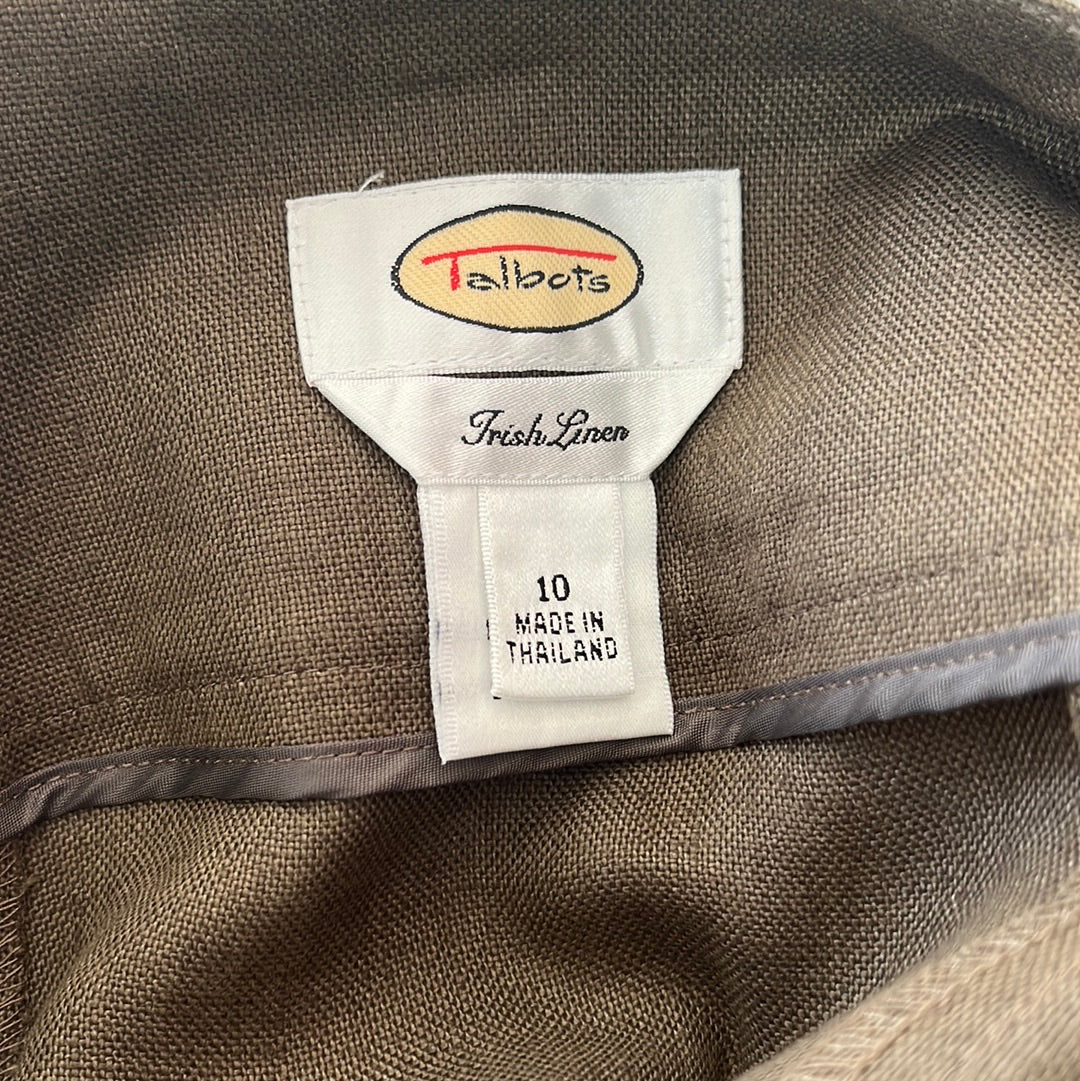 Talbots
Irish Linen
10
MADE IN
THAILAND